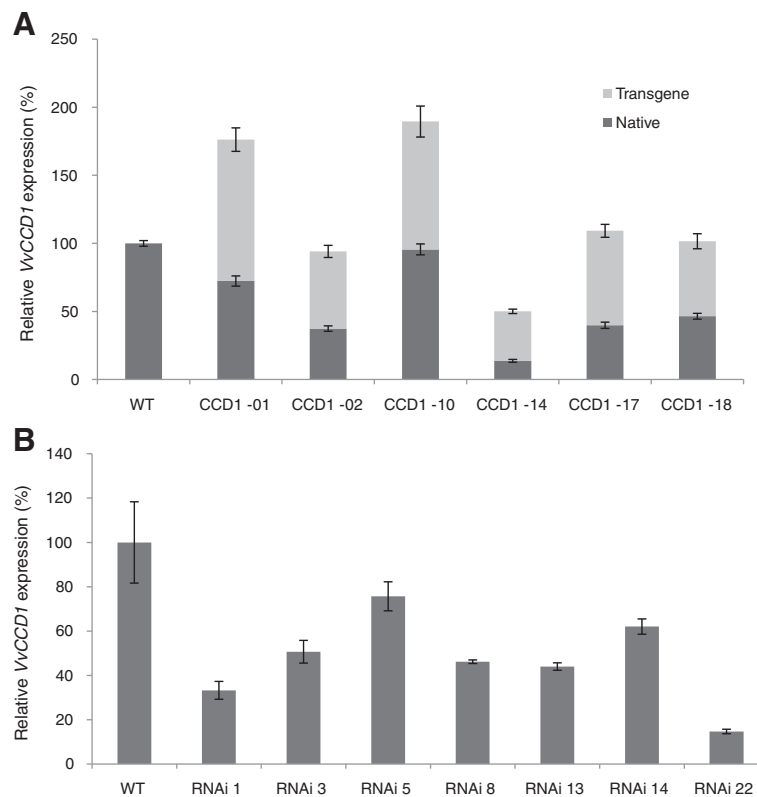 A
250
200
150
100
50
0
Relative VvCCD1 expression (%)
Transgene
Native
WT CCD1 -01 CCD1 -02 CCD1 -10 CCD1 -14 CCD1 -17 CCD1 -18
B
140
120
100
80
60
40
20
0
Relative VvCCD1 expression (%)
WT RNAi 1 RNAi 3 RNAi 5 RNAi 8 RNAi 13 RNAi 14 RNAi 22